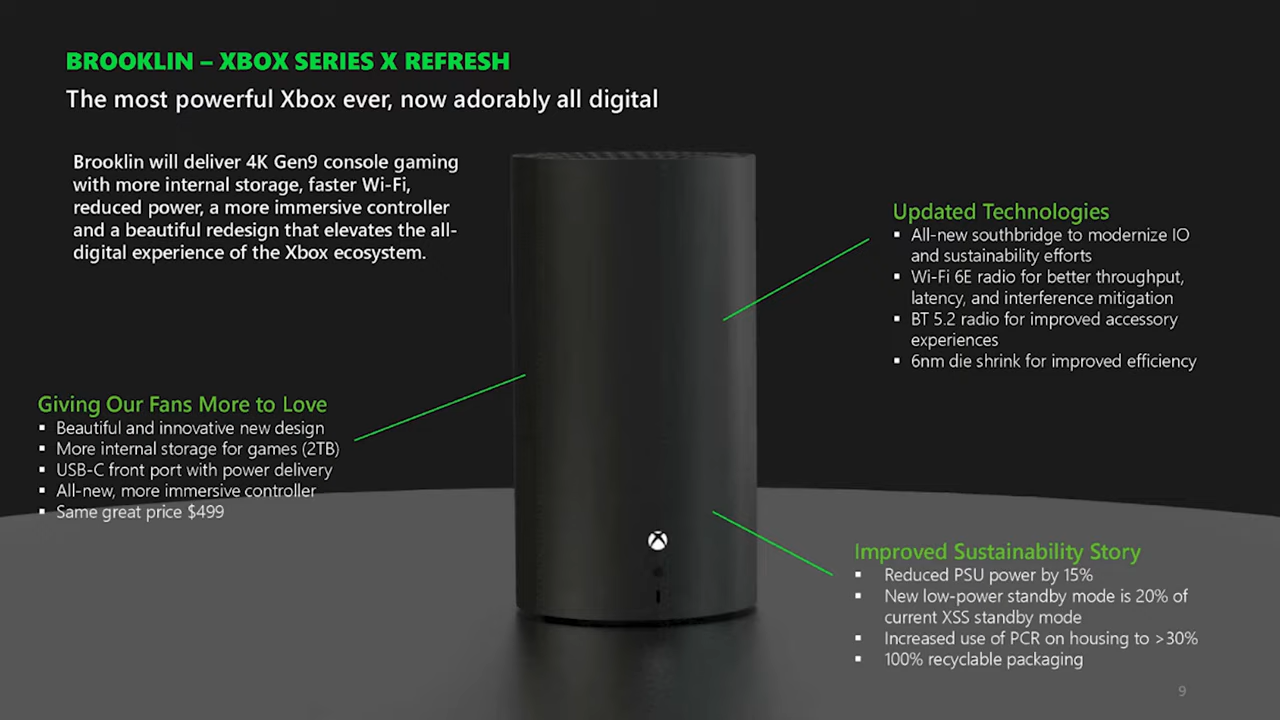 BROOKLIN – XBOX SERIES X REFRESH
The most powerful Xbox ever, now adorably all digital
Brooklin will deliver 4K Gen9 console gaming
with more internal storage, faster Wi-Fi,
reduced power, a more immersive controller
and a beautiful redesign that elevates the all-
digital experience of the Xbox ecosystem.
Giving Our Fans More to Love
▪ Beautiful and innovative new design
▪ More internal storage for games (2TB)
▪ USB-C front port with power delivery
▪ All-new, more immersive controller
▪ Same great price $499
Updated Technologies
▪ All-new southbridge to modernize IO
and sustainability efforts
▪ Wi-Fi 6E radio for better throughput,
latency, and interference mitigation
▪ BT 5.2 radio for improved accessory
experiences
▪ 6nm die shrink for improved efficiency
Improved Sustainability Story
▪ Reduced PSU power by 15%
▪ New low-power standby mode is 20% of
current XSS standby mode
▪ Increased use of PCR on housing to >30%
▪ 100% recyclable packaging
9